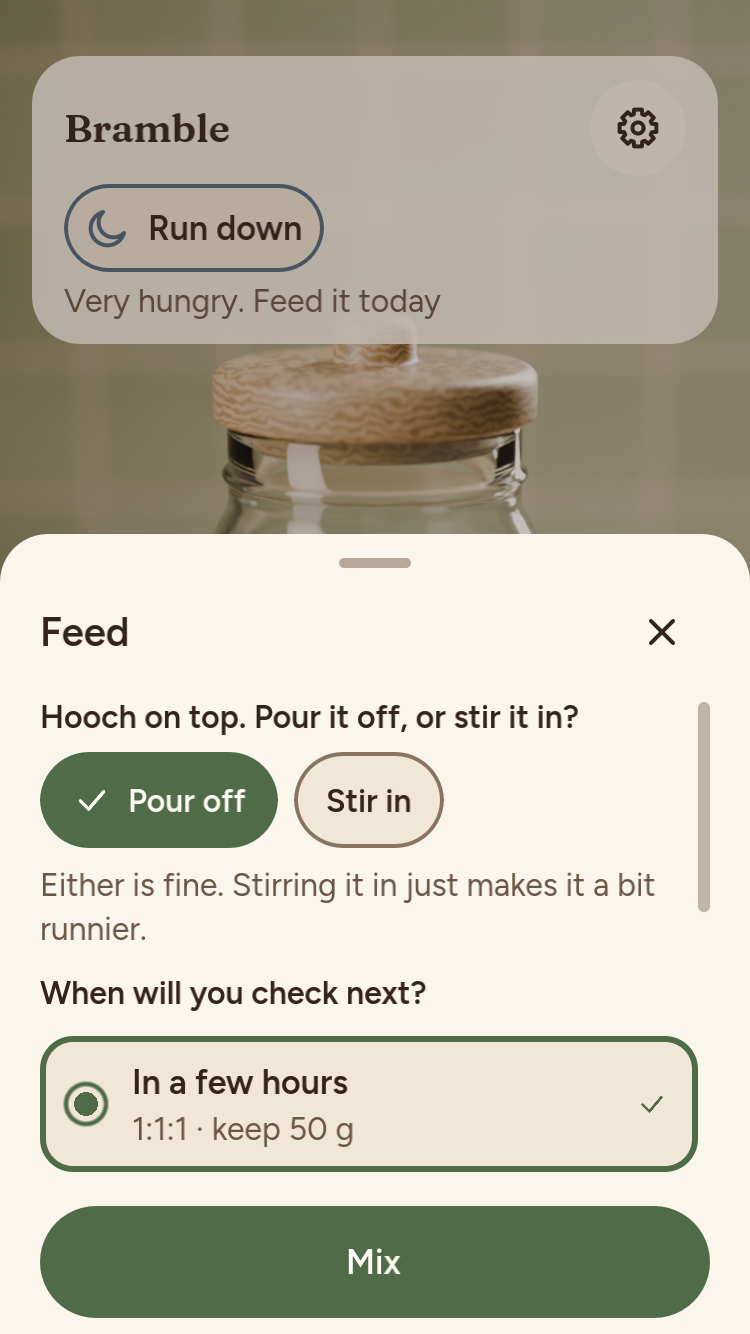 Bramble
Run down
Very hungry. Feed it today
Feed
Hooch on top. Pour it off, or stir it in?
Pour off
Stir in
Either is fine. Stirring it in just makes it a bit
runnier.
When will you check next?
In a few hours
1:1:1 · keep 50 g
Mix